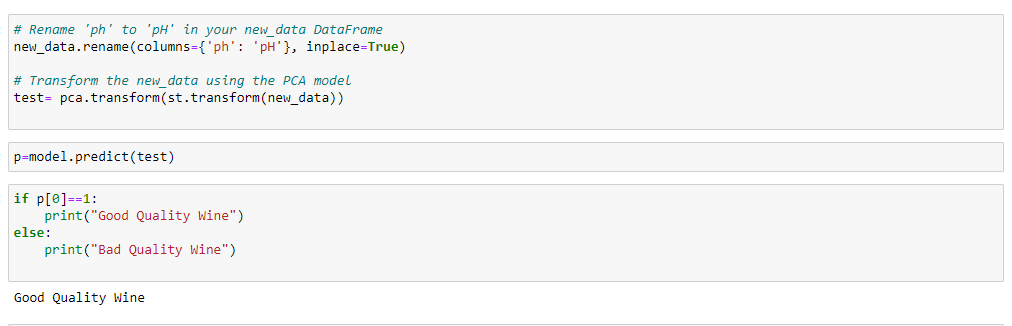 # Rename 'ph' to 'pH' in your new_data DataFrame
new_data.rename(columns={'ph': 'pH'}, inplace=True)
# Transform the new_data using the PCA model
test= pca.transform(st.transform(new_data))
p=model.predict(test)
if p[0]==1:
    print("Good Quality Wine")
else:
    print("Bad Quality Wine")
Good Quality Wine